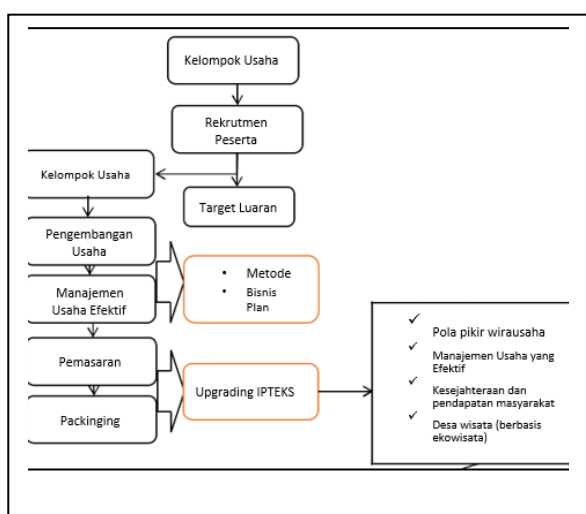 Kelompok Usaha
Rekrutmen
Peserta
Kelompok Usaha
Target Luaran
Pengembangan
Usaha
Manajemen
Usaha Efektif
• Metode
• Bisnis
Plan
Pemasaran
Packinging
Upgrading IPTEKS
✓ Pola pikir wirausaha
✓ Manajemen Usaha yang
Efektif
✓ Kesejahteraan dan
pendapatan masyarakat
✓ Desa wisata (berbasis
ekowisata)